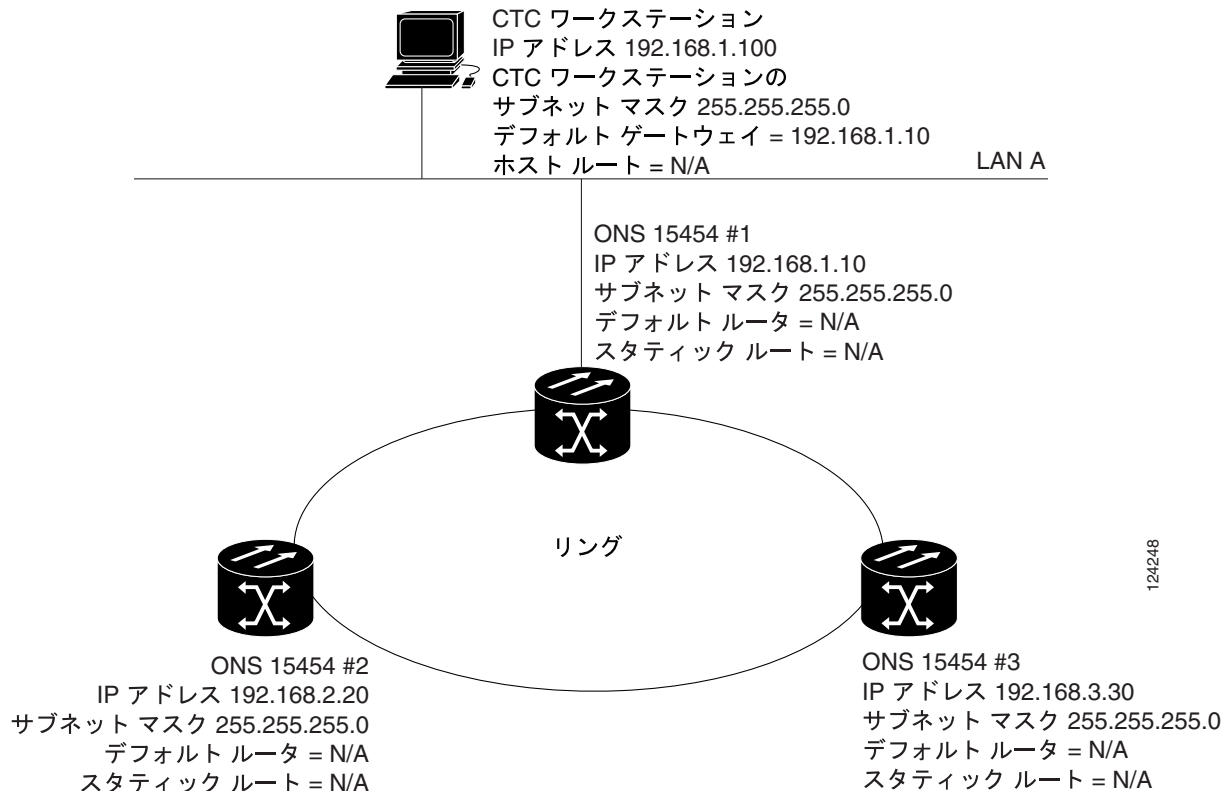 CTC ワークステーション
IP アドレス 192.168.1.100
CTC ワークステーションの
サブネット マスク 255.255.255.0
デフォルト ゲートウェイ = 192.168.1.10
ホスト ルート = N/A
LAN A
ONS 15454 #1
IP アドレス 192.168.1.10
サブネット マスク 255.255.255.0
デフォルト ルータ = N/A
スタティック ルート = N/A
リング
124248
ONS 15454 #2
IP アドレス 192.168.2.20
サブネット マスク 255.255.255.0
デフォルト ルータ = N/A
スタティック ルート = N/A
ONS 15454 #3
IP アドレス 192.168.3.30
サブネット マスク 255.255.255.0
デフォルト ルータ = N/A
スタティック ルート = N/A